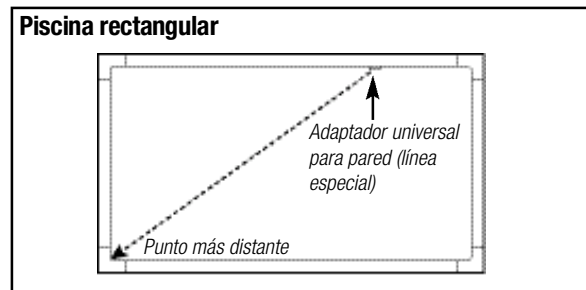 Piscina rectangular
Adaptador universal
para pared (línea
especial)
Punto más distante